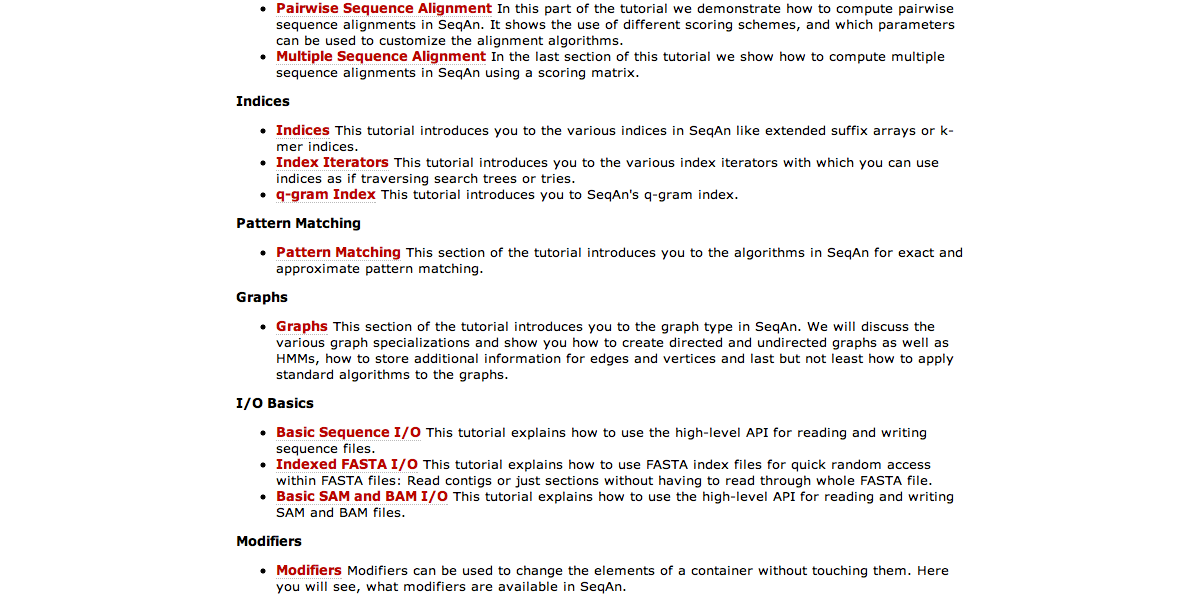 Pairwise Sequence Alignment In this part of the tutorial we demonstrate how to compute pairwise
sequence alignments in SeqAn. It shows the use of different scoring schemes, and which parameters
can be used to customize the alignment algorithms.
Multiple Sequence Alignment In the last section of this tutorial we show how to compute multiple
sequence alignments in SeqAn using a scoring matrix.
Indices
Indices This tutorial introduces you to the various indices in SeqAn like extended suffix arrays or k-
mer indices.
Index Iterators This tutorial introduces you to the various index iterators with which you can use
indices as if traversing search trees or tries.
q-gram Index This tutorial introduces you to SeqAn's q-gram index.
Pattern Matching
Pattern Matching This section of the tutorial introduces you to the algorithms in SeqAn for exact and
approximate pattern matching.
Graphs
Graphs This section of the tutorial introduces you to the graph type in SeqAn. We will discuss the
various graph specializations and show you how to create directed and undirected graphs as well as
HMMs, how to store additional information for edges and vertices and last but not least how to apply
standard algorithms to the graphs.
I/O Basics
Basic Sequence I/O This tutorial explains how to use the high-level API for reading and writing
sequence files.
Indexed FASTA I/O This tutorial explains how to use FASTA index files for quick random access
within FASTA files: Read contigs or just sections without having to read through whole FASTA file.
Basic SAM and BAM I/O This tutorial explains how to use the high-level API for reading and writing
SAM and BAM files.
Modifiers
Modifiers Modifiers can be used to change the elements of a container without touching them. Here
you will see, what modifiers are available in SeqAn.